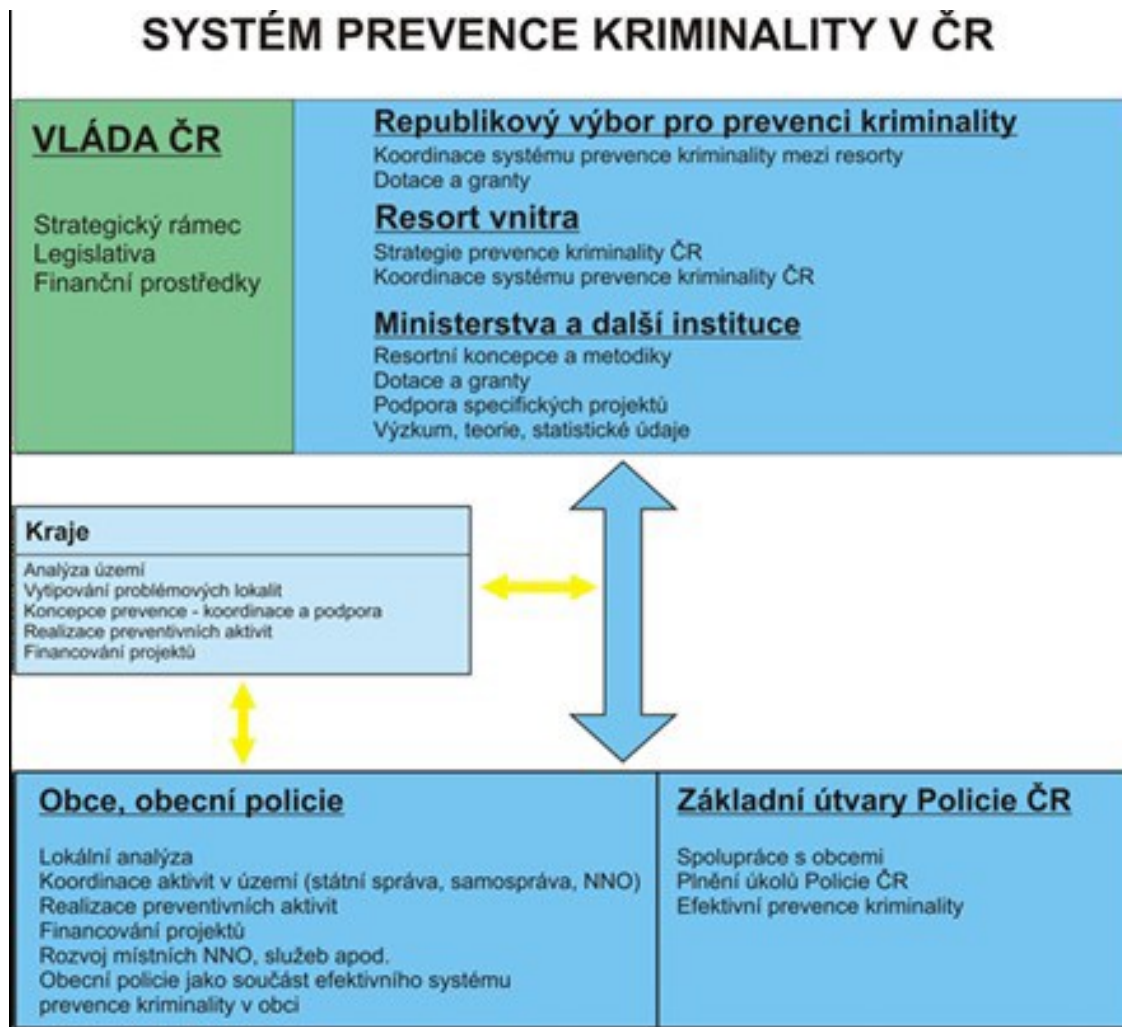 SYSTÉM PREVENCE KRIMINALITY V ČR
VLÁDA ČR
Strategický rámec
Legislativa
Finanční prostředky
Republikový výbor pro prevenci kriminality
Koordinace systému prevence kriminality mezi resorty
Dotace a granty
Resort vnitra
Strategie prevence kriminality ČR
Koordinace systému prevence kriminality ČR
Ministerstva a další instituce
Resortní koncepce a metodiky
Dotace a granty
Podpora specifických projektů
Výzkum, teorie, statistické údaje
Kraje
Analýza území
Vytipování problémových lokalit
Koncepce prevence - koordinace a podpora
Realizace preventivních aktivit
Financování projektů
Obce, obecní policie
Lokální analýza
Koordinace aktivit v území (státní správa, samospráva, NNO)
Realizace preventivních aktivit
Financování projektů
Rozvoj místních NNO, služeb apod.
Obecní policie jako součást efektivního systému
prevence kriminality v obci
Základní útvary Policie ČR
Spolupráce s obcemi
Plnění úkolů Policie ČR
Efektivní prevence kriminality